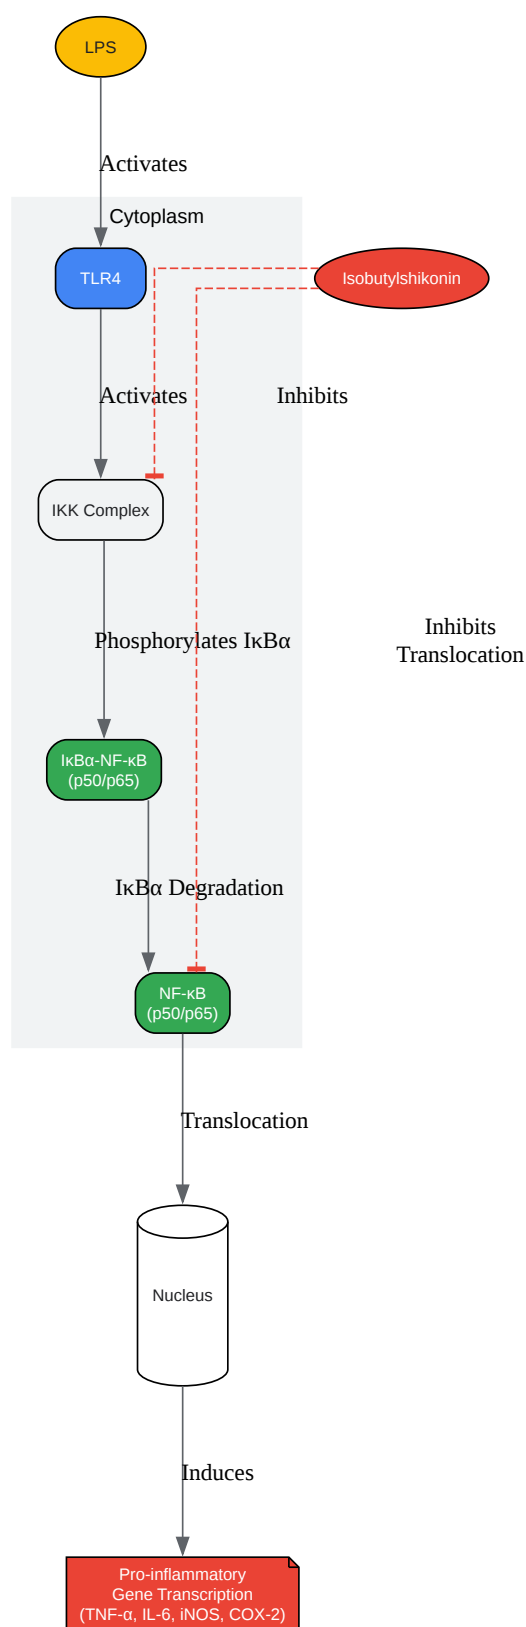 LPS
Activates
Cytoplasm
TLR4
Isobutylshikonin
Activates
Inhibits
IKK Complex
Inhibits
Translocation
Phosphorylates IκBα
IκBα-NF-κB
(p50/p65)
IκBα Degradation
NF-κB
(p50/p65)
Translocation
Nucleus
Induces
Pro-inflammatory
Gene Transcription
(TNF-α, IL-6, iNOS, COX-2)